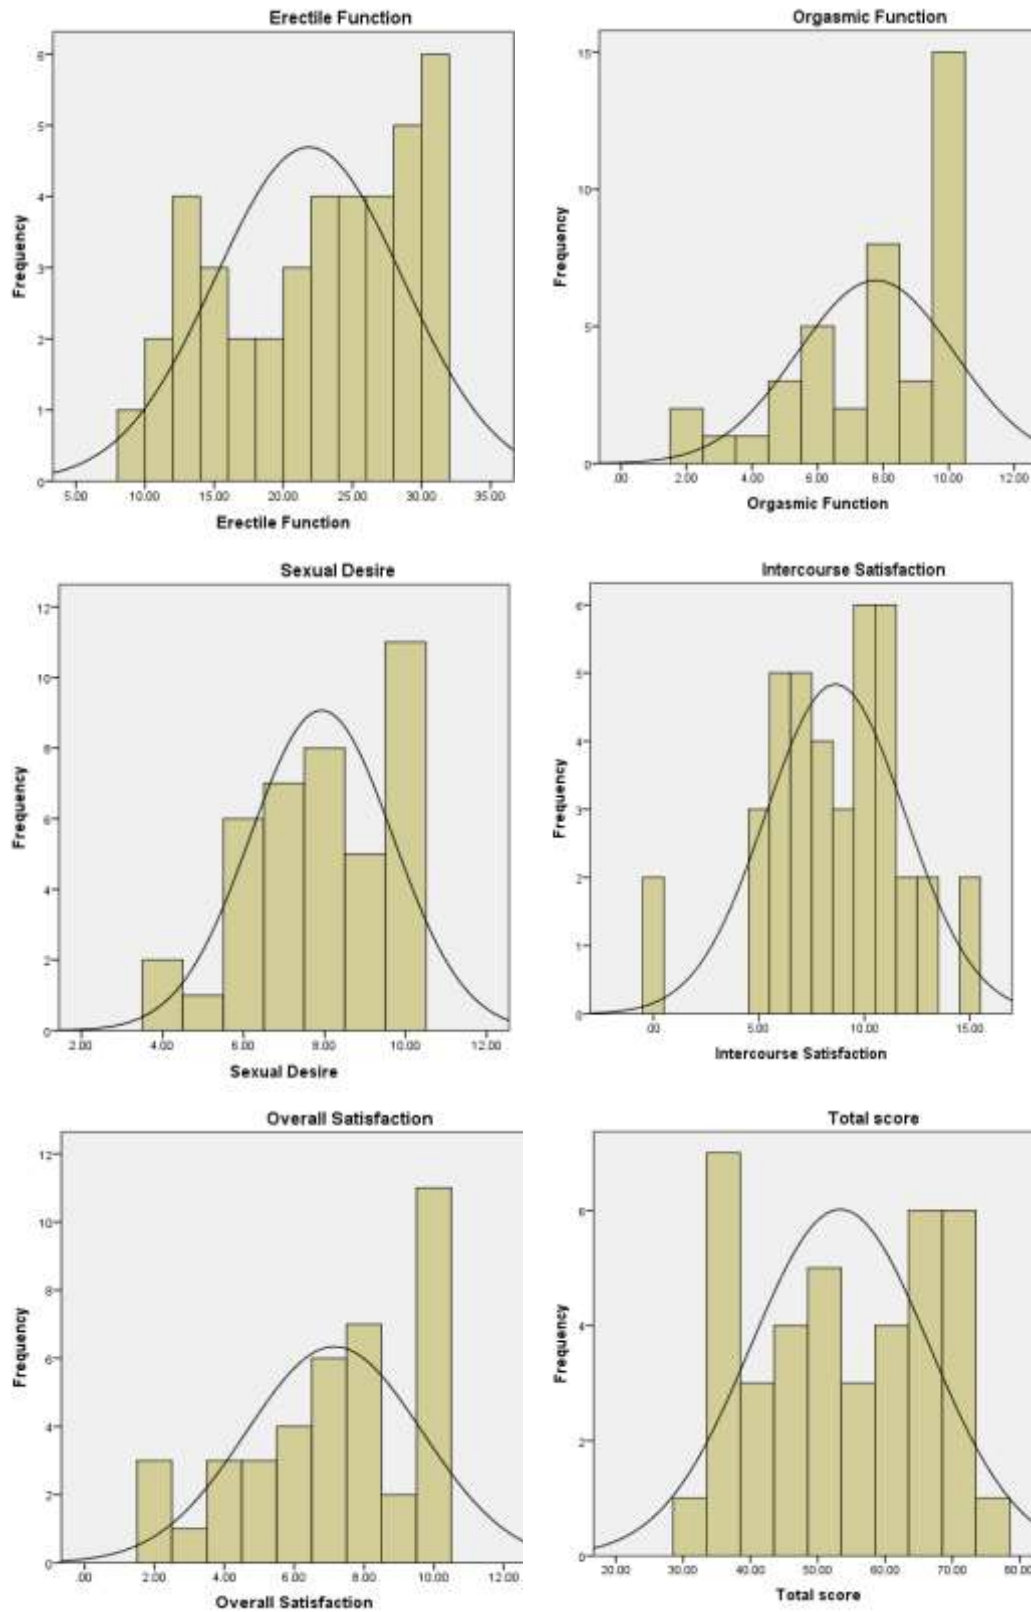 Erectile Function
Frequency
6
5
4
3
2
1
0
5.00 10.00 15.00 20.00 25.00 30.00 35.00
Erectile Function
Orgasmic Function
Frequency
15
10
5
0
.00 2.00 4.00 6.00 8.00 10.00 12.00
Orgasmic Function
Sexual Desire
Frequency
12
10
8
6
4
2
0
2.00 4.00 6.00 8.00 10.00 12.00
Sexual Desire
Intercourse Satisfaction
Frequency
6
5
4
3
2
1
0
.00 5.00 10.00 15.00
Intercourse Satisfaction
Overall Satisfaction
Frequency
12
10
8
6
4
2
0
.00 2.00 4.00 6.00 8.00 10.00 12.00
Overall Satisfaction
Total score
Frequency
6
4
2
0
20.00 30.00 40.00 50.00 60.00 70.00 80.00
Total score